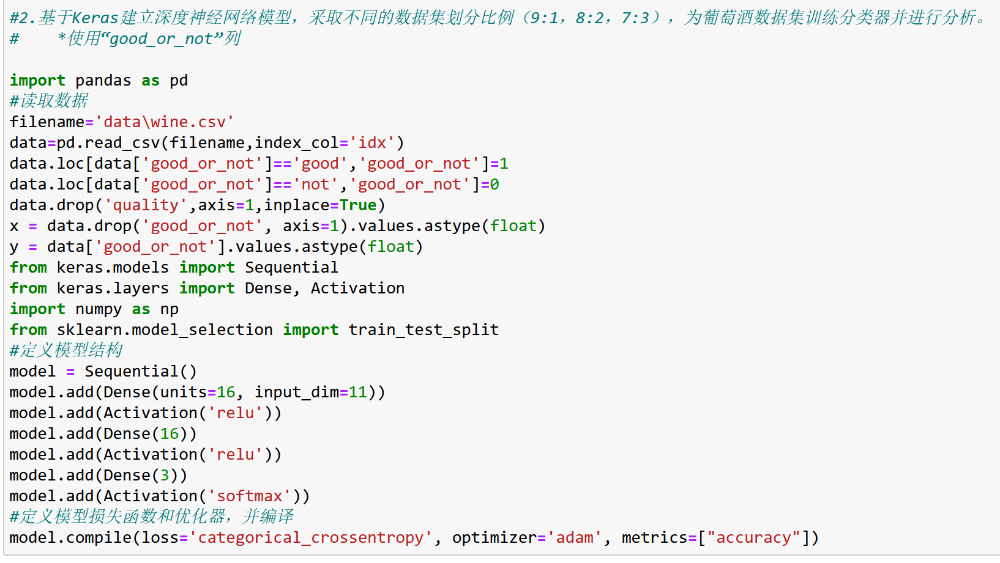 #2.基于Keras建立深度神经网络模型，采取不同的数据集划分比例（9:1，8:2，7:3），为葡萄酒数据集训练分类器并进行分析。
#    *使用“good_or_not”列
import pandas as pd
#读取数据
filename='data\wine.csv'
data=pd.read_csv(filename,index_col='idx')
data.loc[data['good_or_not']=='good','good_or_not']=1
data.loc[data['good_or_not']=='not','good_or_not']=0
data.drop('quality',axis=1,inplace=True)
x = data.drop('good_or_not', axis=1).values.astype(float)
y = data['good_or_not'].values.astype(float)
from keras.models import Sequential
from keras.layers import Dense, Activation
import numpy as np
from sklearn.model_selection import train_test_split
#定义模型结构
model = Sequential()
model.add(Dense(units=16, input_dim=11))
model.add(Activation('relu'))
model.add(Dense(16))
model.add(Activation('relu'))
model.add(Dense(3))
model.add(Activation('softmax'))
#定义模型损失函数和优化器，并编译
model.compile(loss='categorical_crossentropy', optimizer='adam', metrics=["accuracy"])